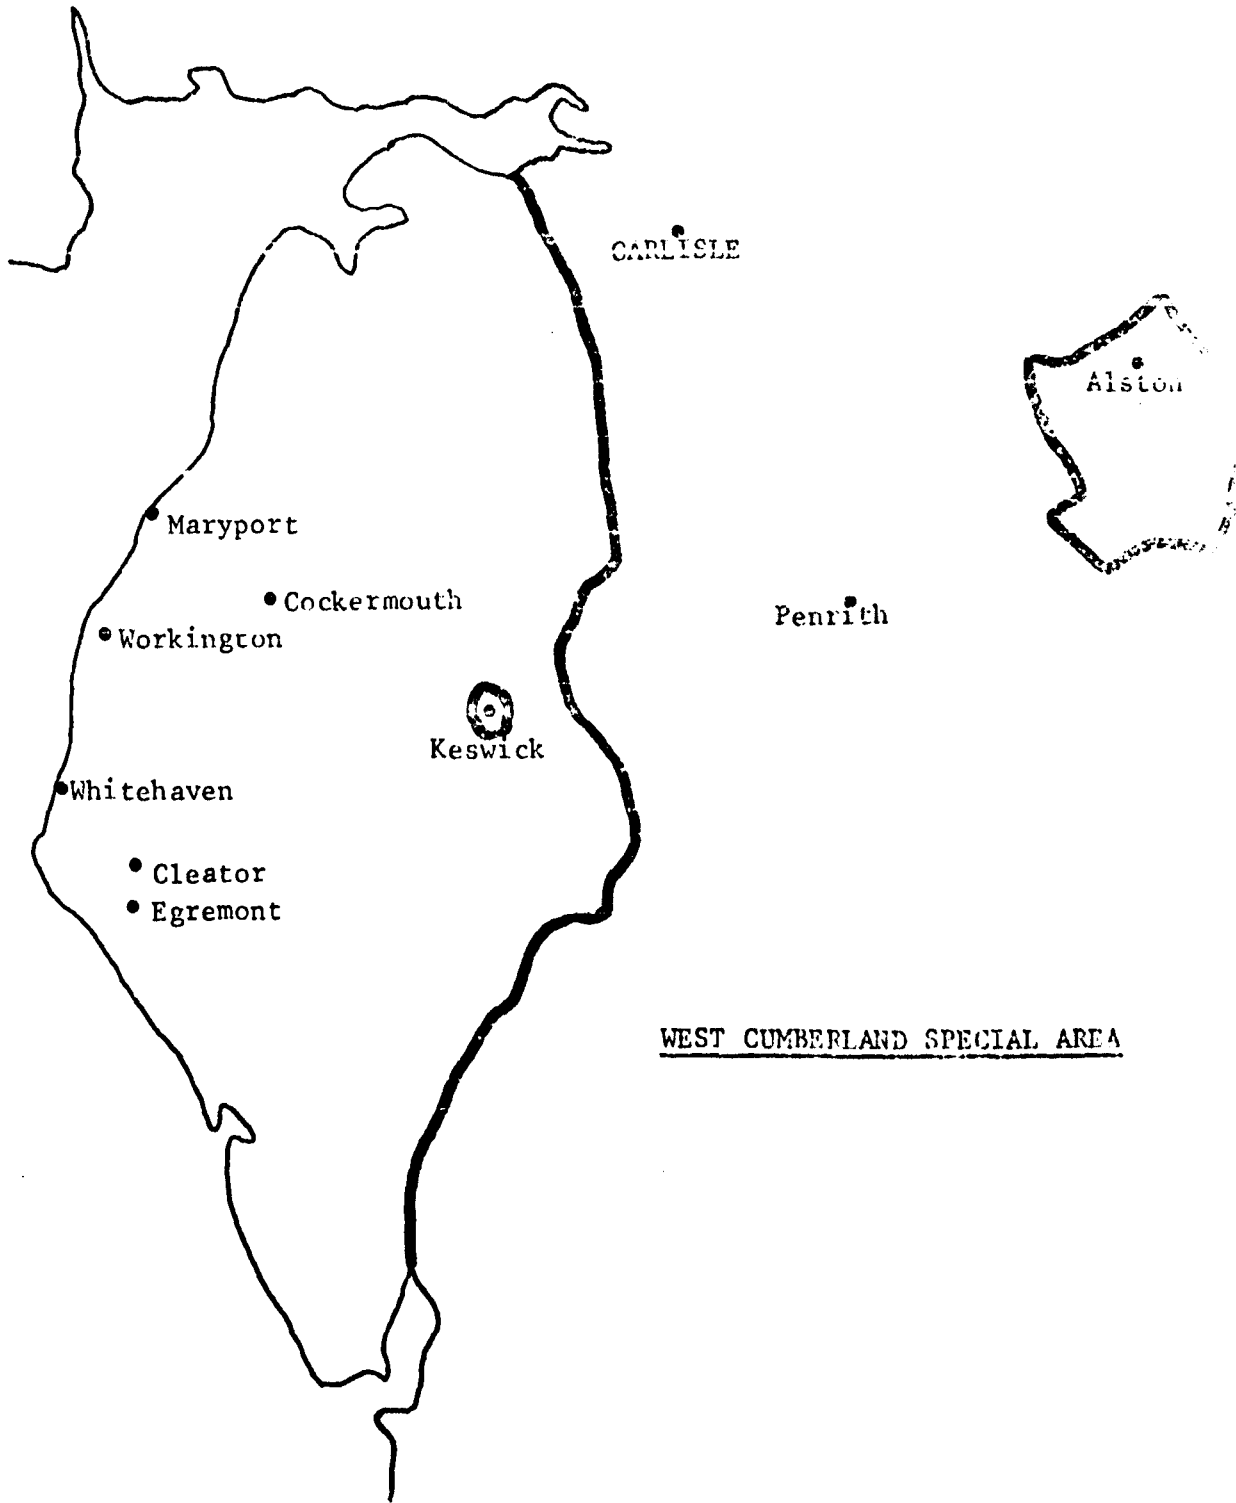 CARLISLE
Alston
Maryport
Cockermouth
Penrith
Workington
Keswick
Whitehaven
Cleator
Egremont
WEST CUMBERLAND SPECIAL AREA